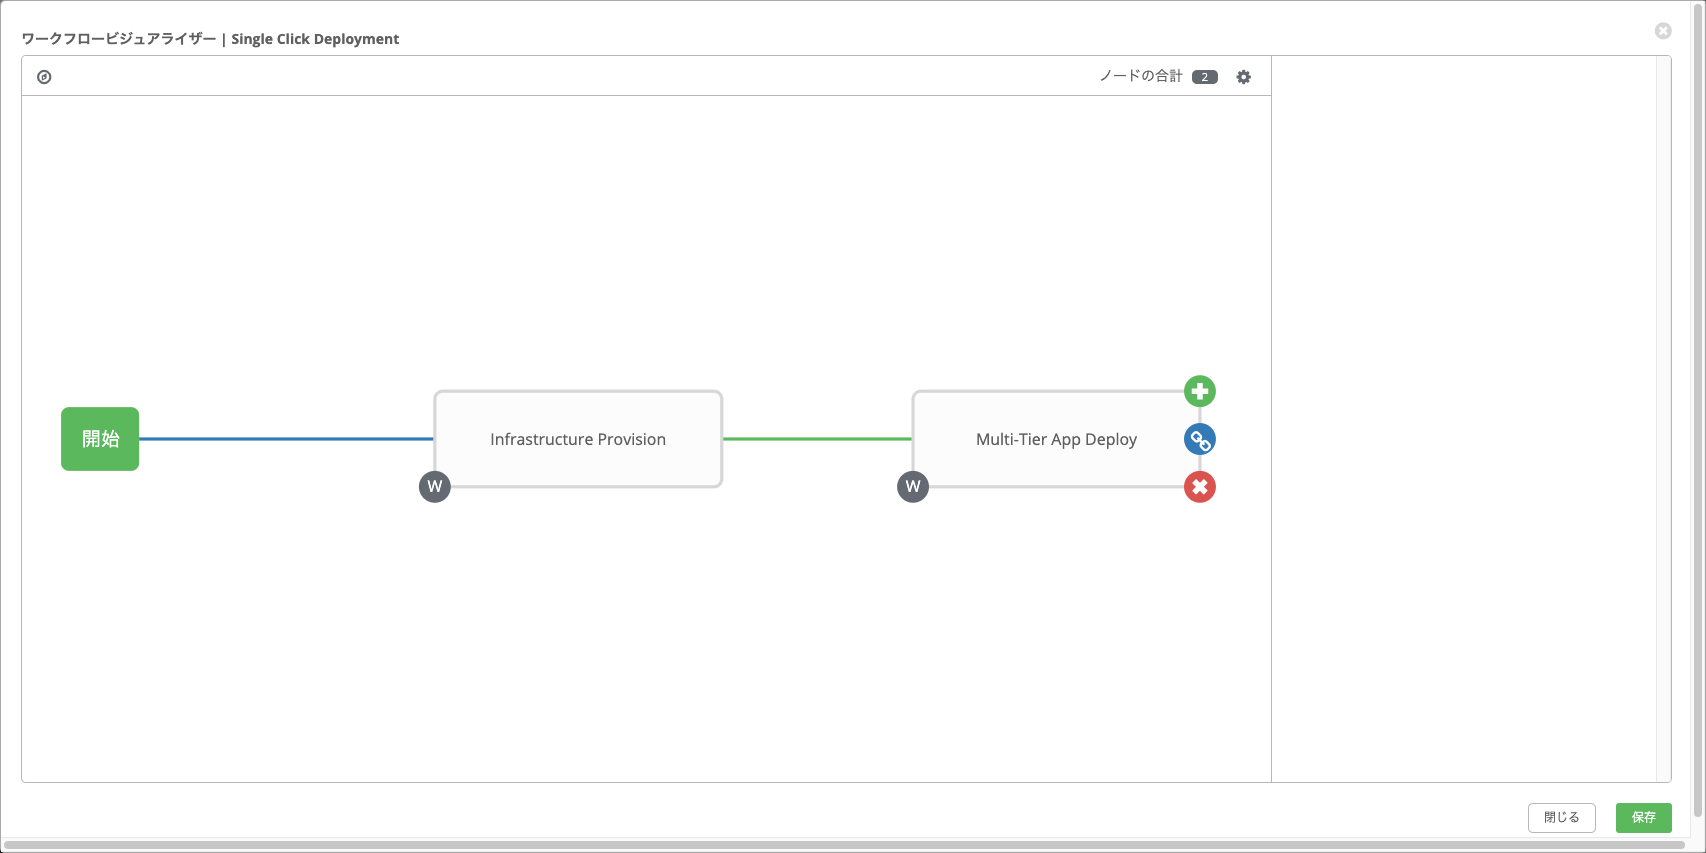 ワークフロービジュアライザー | Single Click Deployment
ノードの合計 2
開始
Infrastructure Provision
W
Multi-Tier App Deploy
W
閉じる
保存